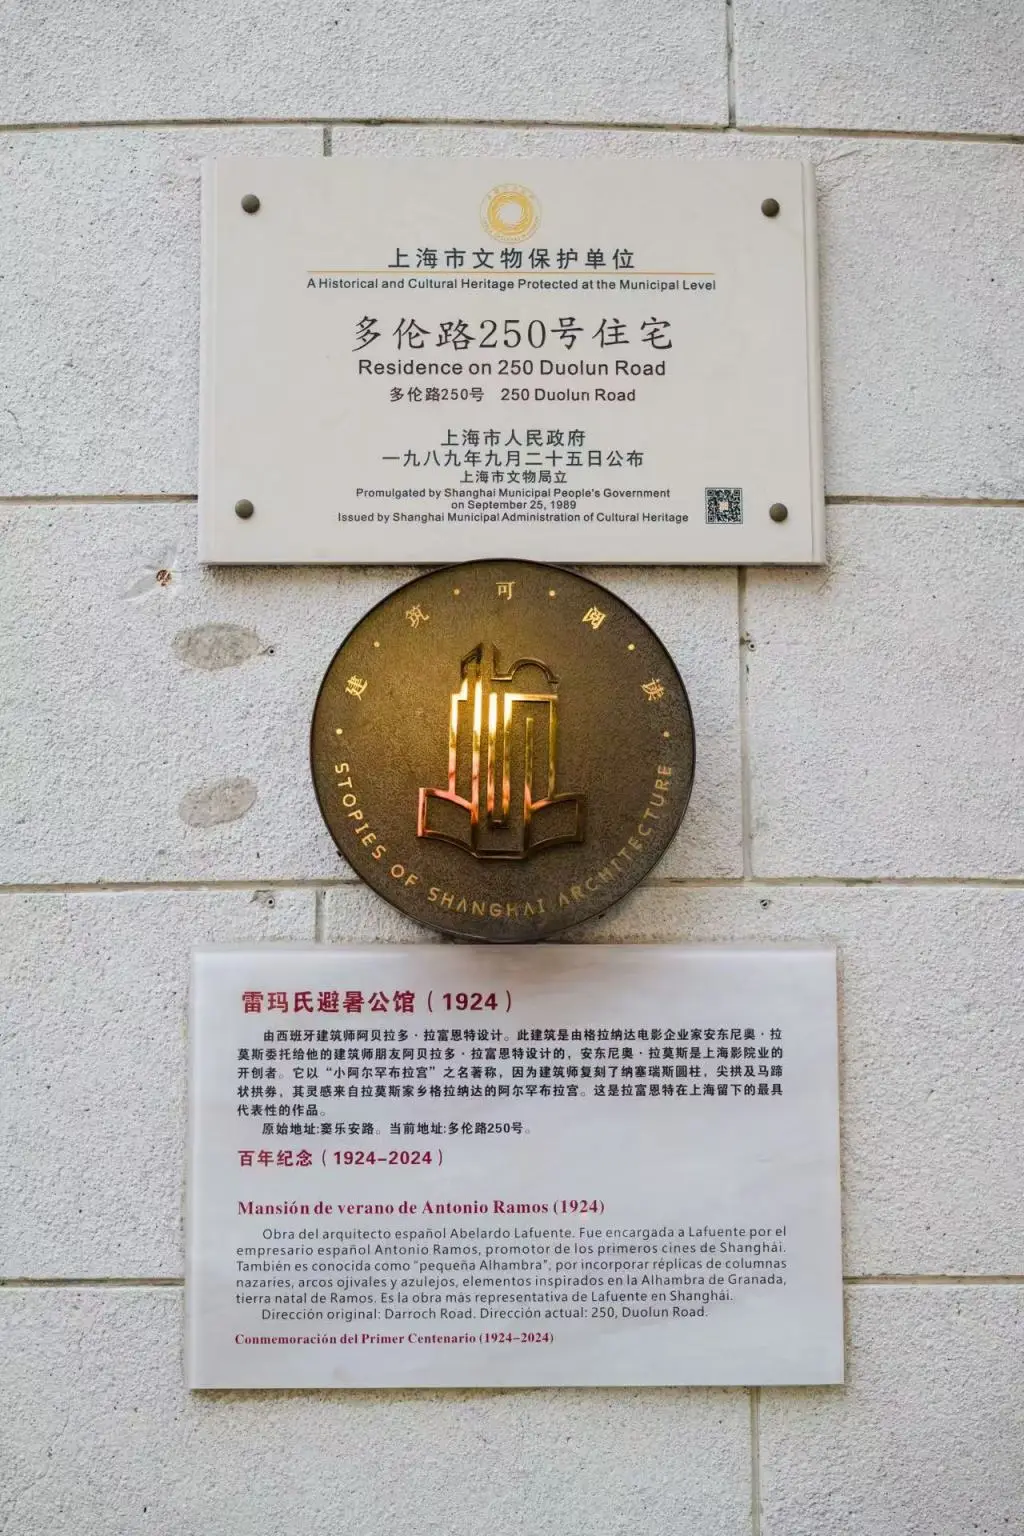 上海市文物保护单位
A Historical and Cultural Heritage Protected at the Municipal Level
多伦路250号住宅
Residence on 250 Duolun Road
多伦路250号 250 Duolun Road
上海市人民政府
一九八九年九月二十五日公布
上海市文物局立
Promulgated by Shanghai Municipal People's Government
on September 25, 1989
Issued by Shanghai Municipal Administration of Cultural Heritage
建·筑·可·阅·读
STORIES OF SHANGHAI ARCHITECTURE
雷玛氏避暑公馆（1924）
由西班牙建筑师阿贝拉多·拉富恩特设计。此建筑是由格拉纳达电影企业家安东尼奥·拉
莫斯委托给他的建筑师朋友阿贝拉多·拉富恩特设计的，安东尼奥·拉莫斯是上海影院业的
开创者。它以“小阿尔罕布拉宫”之名著称，因为建筑师复刻了纳塞瑞斯圆柱，尖拱及马蹄
状拱券，其灵感来自拉莫斯家乡格拉纳达的阿尔罕布拉宫。这是拉富恩特在上海留下的最具
代表性的作品。
原始地址:窦乐安路。当前地址:多伦路250号。
百年纪念（1924-2024）
Mansión de verano de Antonio Ramos (1924)
Obra del arquitecto español Abelardo Lafuente. Fue encargada a Lafuente por el
empresario español Antonio Ramos, promotor de los primeros cines de Shanghái.
También es conocida como "pequeña Alhambra", por incorporar réplicas de columnas
nazaríes, arcos ojivales y azulejos, elementos inspirados en la Alhambra de Granada,
tierra natal de Ramos. Es la obra más representativa de Lafuente en Shanghái.
Dirección original: Darroch Road. Dirección actual: 250, Duolun Road.
Conmemoración del Primer Centenario (1924-2024)